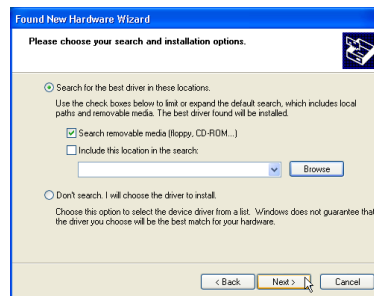 Found New Hardware Wizard
Please choose your search and installation options.
Search for the best driver in these locations.
Use the check boxes below to limit or expand the default search, which includes local
paths and removable media. The best driver found will be installed.
Search removable media (floppy, CD-ROM...)
Include this location in the search:
Browse
Don't search. I will choose the driver to install.
Choose this option to select the device driver from a list. Windows does not guarantee that
the driver you choose will be the best match for your hardware.
< Back Next > Cancel